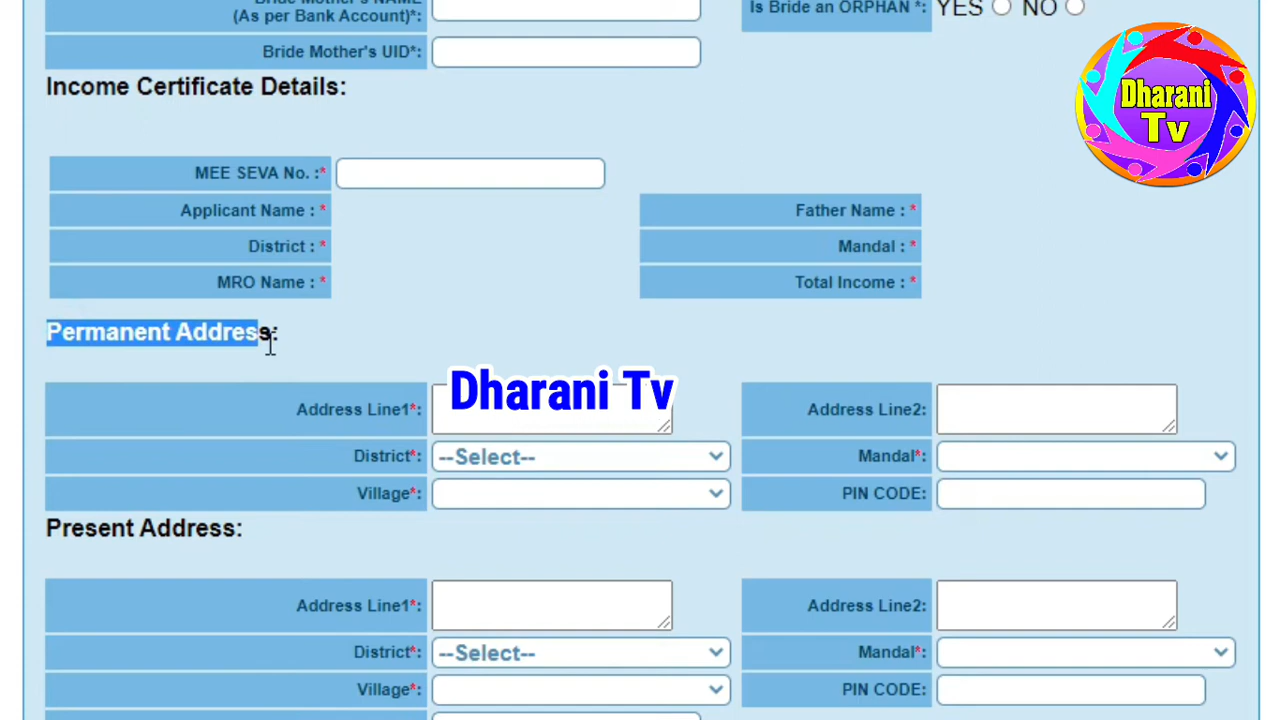 Bride Mother's NAME
(As per Bank Account)*:
Is Bride an ORPHAN *: YES NO
Bride Mother's UID*:
Income Certificate Details:
Dharani
Tv
MEE SEVA No. :*
Applicant Name : * Father Name : *
District : * Mandal : *
MRO Name : * Total Income : *
Permanent Address:
Dharani Tv
Address Line1*: Address Line2:
District*: --Select-- Mandal*:
Village*: PIN CODE:
Present Address:
Address Line1*: Address Line2:
District*: --Select-- Mandal*:
Village*: PIN CODE: